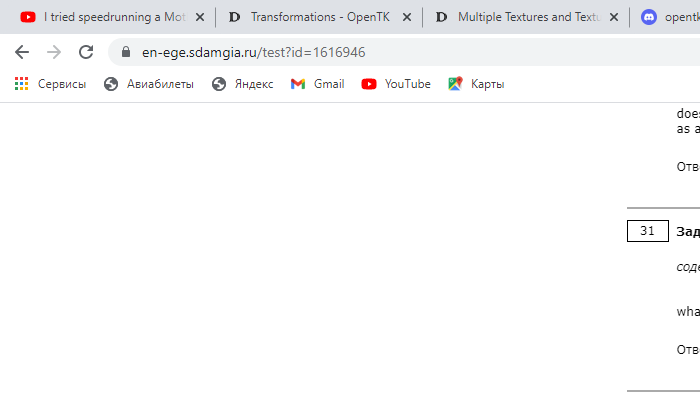 I tried speedrunning a Mot
Transformations - OpenTK
Multiple Textures and Textu
opentk
en-ege.sdamgia.ru/test?id=1616946
Сервисы
Авиабилеты
Яндекс
Gmail
YouTube
Карты
does
as a
Отв
31
Зад
соде
wha
Отв